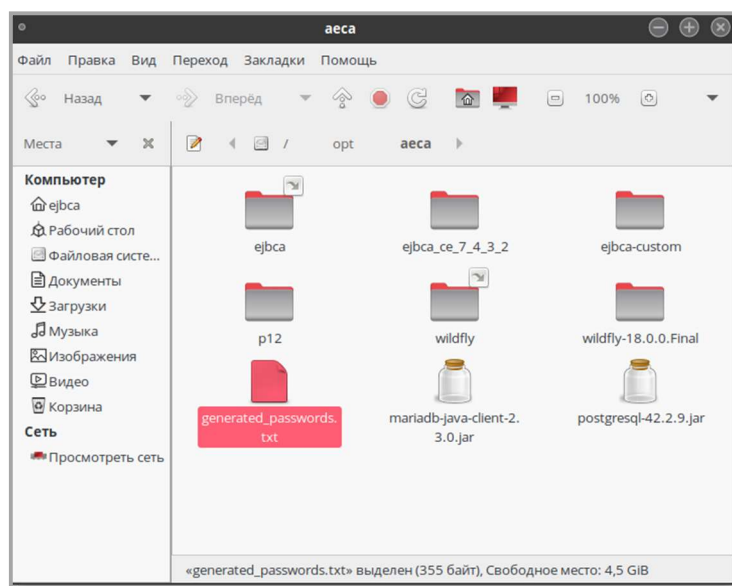 aeca
Файл Правка Вид Переход Закладки Помощь
Назад Вперёд 100%
Места / opt aeca
Компьютер
ejbca
Рабочий стол
Файловая систе...
Документы
Загрузки
Музыка
Изображения
Видео
Корзина
Сеть
Просмотреть сеть
ejbca ejbca_ce_7_4_3_2 ejbca-custom
p12 wildfly wildfly-18.0.0.Final
generated_passwords.
txt
mariadb-java-client-2.
3.0.jar
postgresql-42.2.9.jar
«generated_passwords.txt» выделен (355 байт), Свободное место: 4,5 GiB